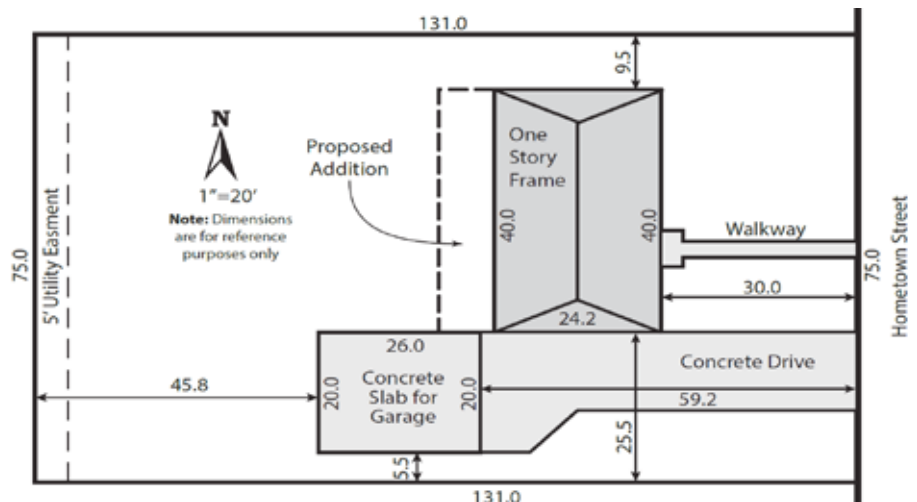 131.0
9.5
N
1"=20'
Note: Dimensions
are for reference
purposes only
Proposed
Addition
One
Story
Frame
40.0
40.0
24.2
Walkway
30.0
75.0
5' Utility Easment
75.0
Hometown Street
45.8
26.0
20.0
Concrete
Slab for
Garage
20.0
Concrete Drive
59.2
25.5
5.5
131.0